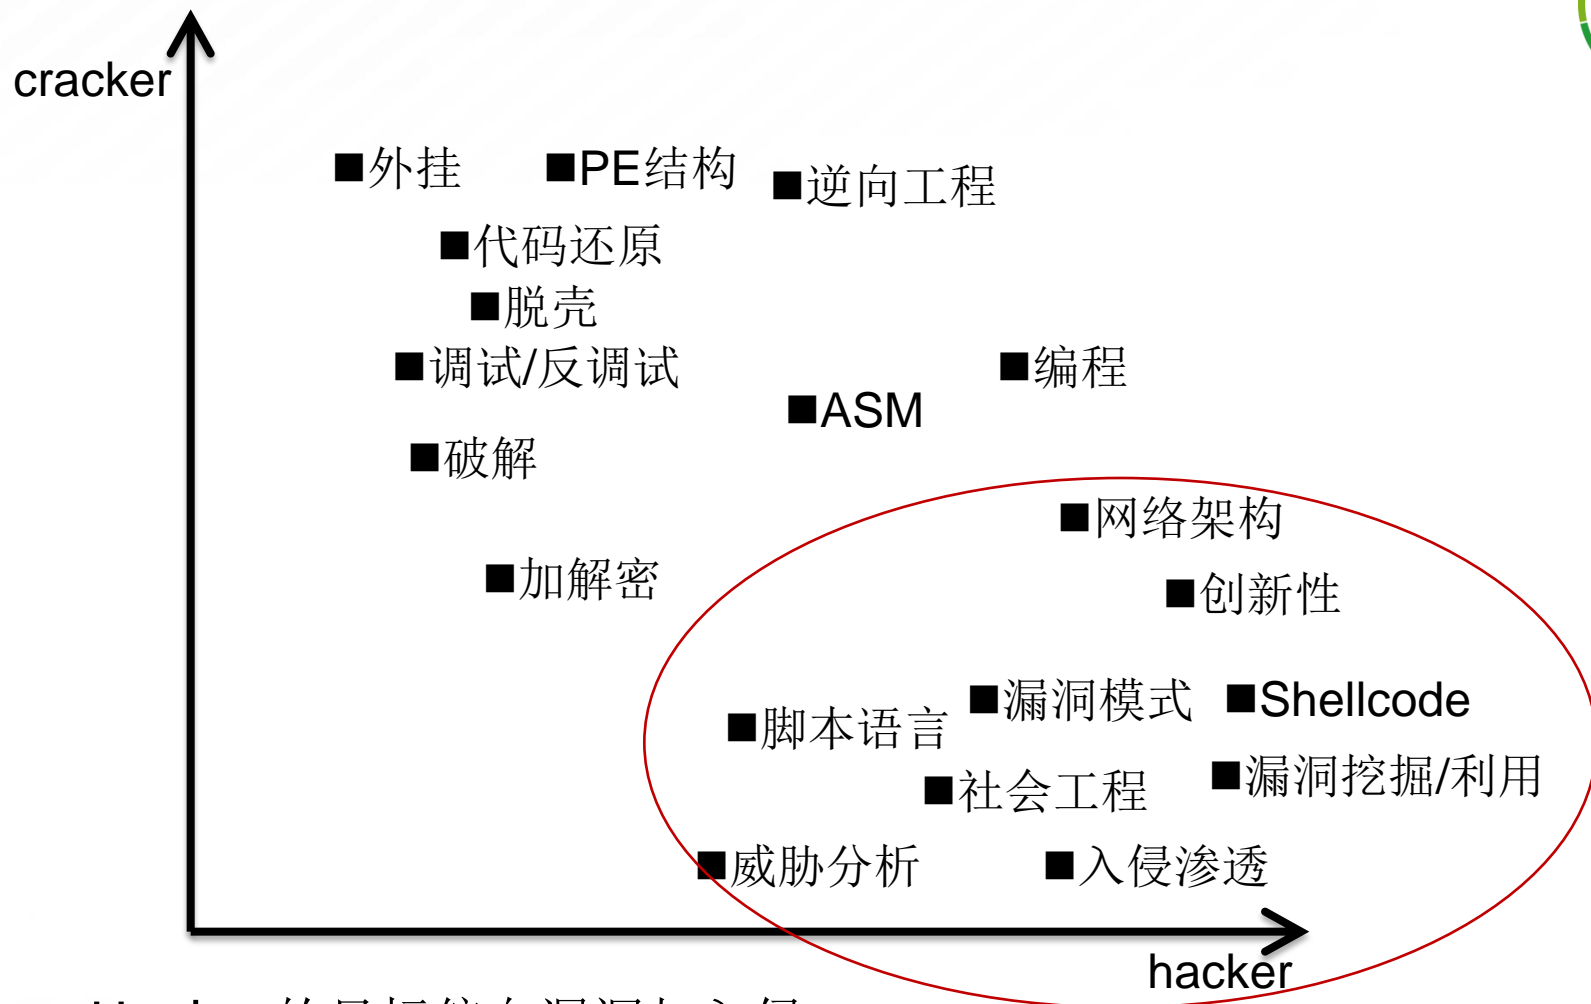 cracker
■外挂
■PE结构
■逆向工程
■代码还原
■脱壳
■调试/反调试
■编程
■ASM
■破解
■网络架构
■加解密
■创新性
■漏洞模式
■Shellcode
■脚本语言
■漏洞挖掘/利用
■社会工程
■威胁分析
■入侵渗透
hacker